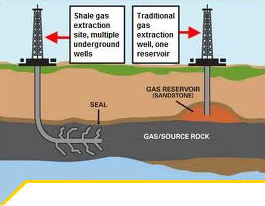 Shale gas
extraction
site, multiple
underground
wells
Traditional
gas
extraction
well, one
reservoir
GAS RESERVOIR
(SANDSTONE)
SEAL
GAS/SOURCE ROCK